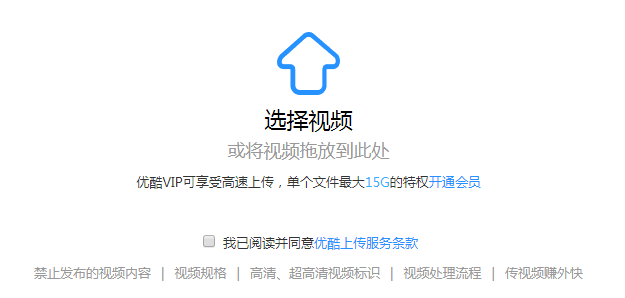 选择视频
或将视频拖放到此处
优酷VIP可享受高速上传，单个文件最大15G的特权开通会员
我已阅读并同意优酷上传服务条款
禁止发布的视频内容 | 视频规格 | 高清、超高清视频标识 | 视频处理流程 | 传视频赚外快